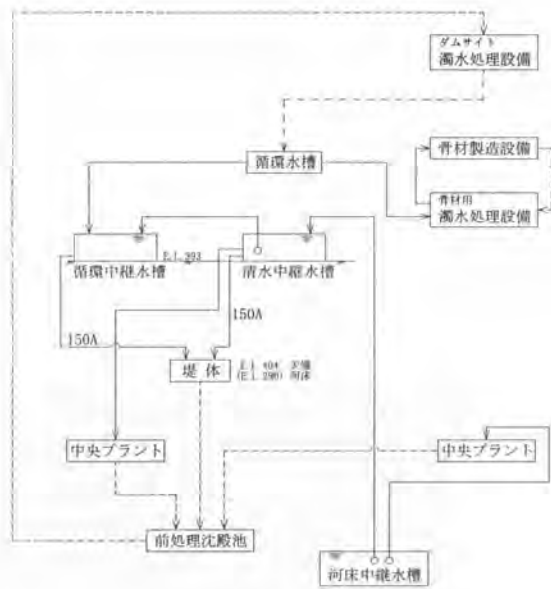 ダムサイト
濁水処理設備
循環水槽
骨材製造設備
骨材用
濁水処理設備
E.L.393
循環中継水槽
清水中継水槽
150A
150A
堤 体
中央プラント
中央プラント
前処理沈殿池
河床中継水槽